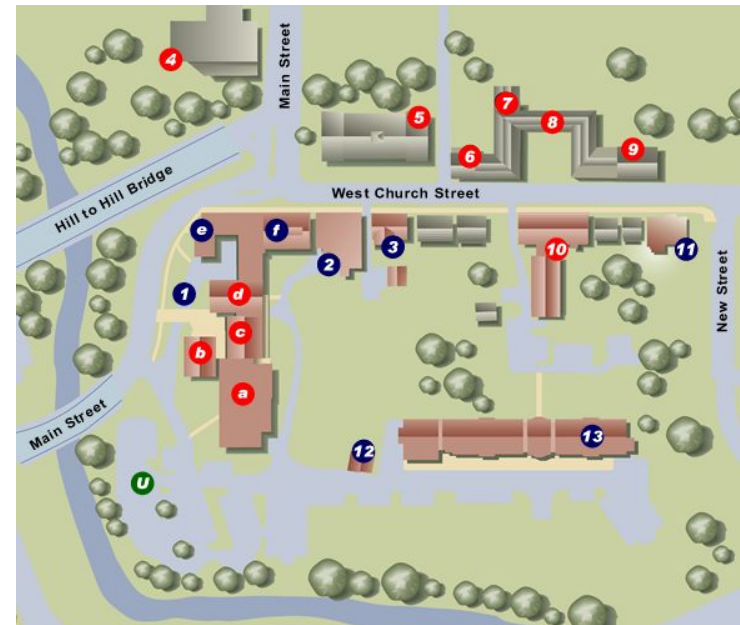 4
Main Street
5
7
8
6
9
West Church Street
Hill to Hill Bridge
e
f
2
3
10
11
1
d
c
b
a
New Street
Main Street
12
13
U